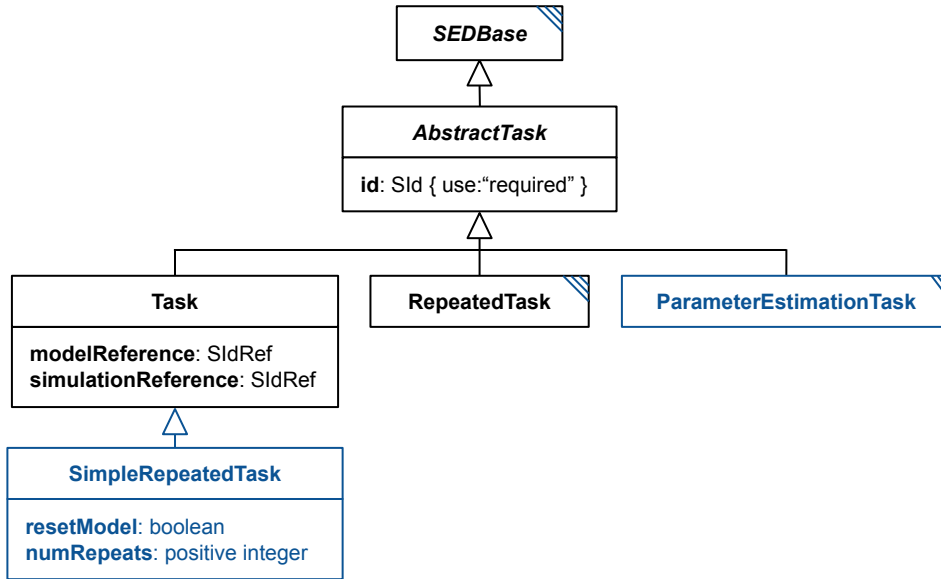 SEDBase
AbstractTask
id: SId { use:“required” }
Task
RepeatedTask
ParameterEstimationTask
modelReference: SIdRef
simulationReference: SIdRef
SimpleRepeatedTask
resetModel: boolean
numRepeats: positive integer